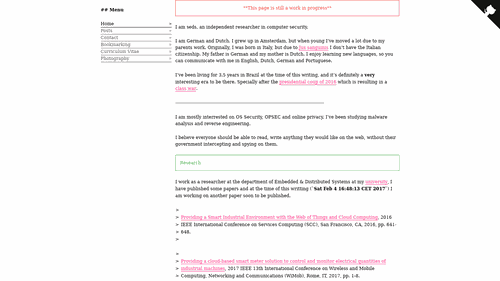 ## Menu
Home
Posts
Contact
Bookmarking
Curriculum Vitae
Photography
**This page is still a work in progress**
I am seds, an independent researcher in computer security.
I am German and Dutch. I grew up in Amsterdam, but when young I've moved a lot due to my
parents work. Originally, I was born in Italy, but due to jus sanguinis I don't have the Italian
citizenship. My father is German and my mother is Dutch. I enjoy learning new languages, so you
can communicate with me in English, Dutch, German and Portuguese.
I've been living for 3.5 years in Brazil at the time of this writing, and it's definitely a very
interesting era to be there. Specially after the presidential coup of 2016 which is resulting in a
class war.
I am mostly interested on OS Security, OPSEC and online privacy. I've been studying malware
analysis and reverse engineering.
I believe everyone should be able to read, write anything they would like on the web, without their
government intercepting and spying on them.
Research
I work as a researcher at the department of Embedded & Distributed Systems at my university. I
have published some papers and at the time of this writing (`Sat Feb 4 16:48:13 CET 2017`) I
am working on another paper soon to be published.
>
> Providing a Smart Industrial Environment with the Web of Things and Cloud Computing, 2016
> IEEE International Conference on Services Computing (SCC), San Francisco, CA, 2016, pp. 641-
> 648.
>
>
> Providing a cloud-based smart meter solution to control and monitor electrical quantities of
> industrial machines, 2017 IEEE 13th International Conference on Wireless and Mobile
> Computing, Networking and Communications (WiMob), Rome, IT, 2017, pp. 1-6.